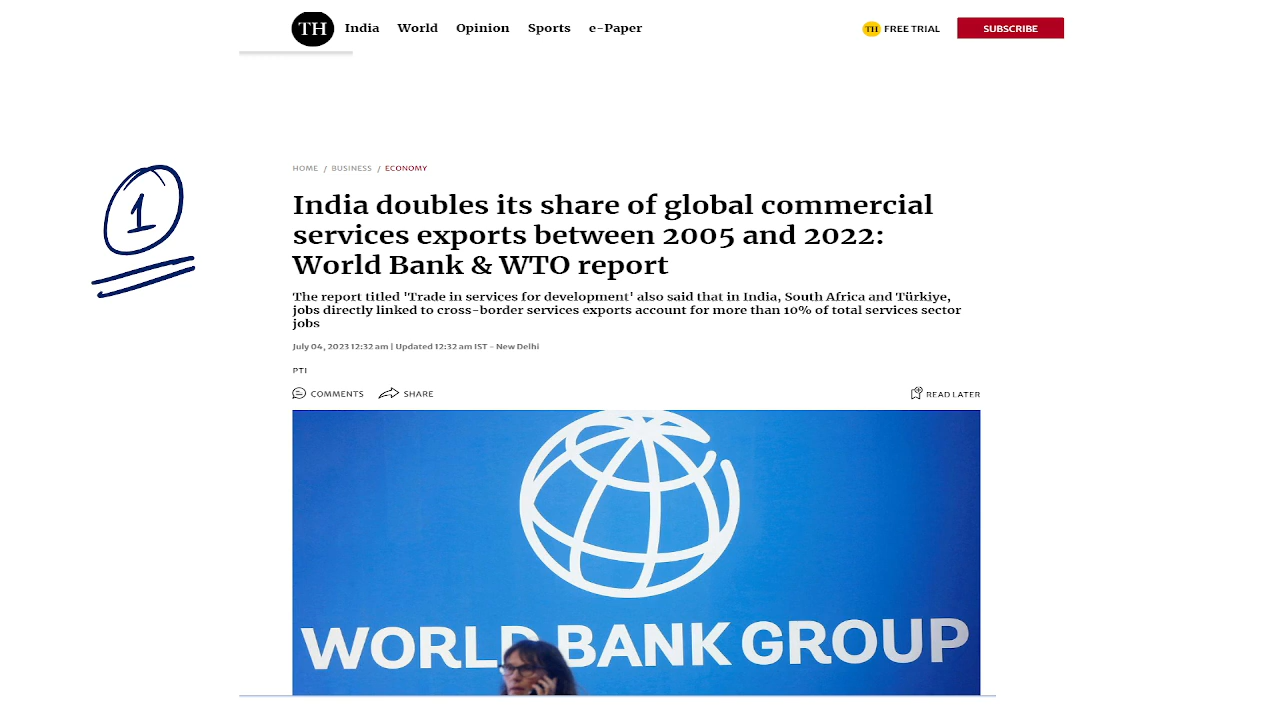 TH India World Opinion Sports e-Paper TH FREE TRIAL SUBSCRIBE
1
HOME / BUSINESS / ECONOMY
India doubles its share of global commercial
services exports between 2005 and 2022:
World Bank & WTO report
The report titled 'Trade in services for development' also said that in India, South Africa and Türkiye,
jobs directly linked to cross-border services exports account for more than 10% of total services sector
jobs
July 04, 2023 12:32 am | Updated 12:32 am IST - New Delhi
PTI
COMMENTS SHARE READ LATER
WORLD BANK GROUP